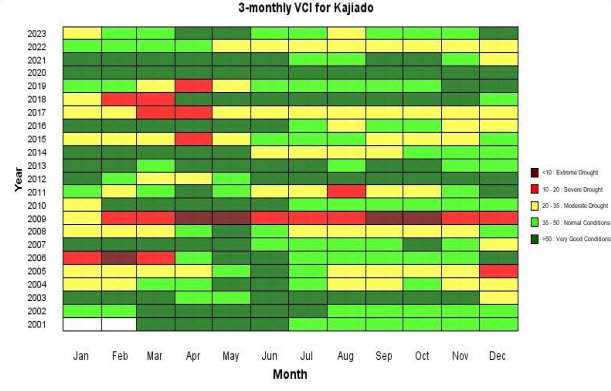 3-monthly VCI for Kajiado
Year
2023
2022
2021
2020
2019
2018
2017
2016
2015
2014
2013
2012
2011
2010
2009
2008
2007
2006
2005
2004
2003
2002
2001
Jan Feb Mar Apr May Jun Jul Aug Sep Oct Nov Dec
Month
<10 : Extreme Drought
10 - 20 : Severe Drought
20 - 35 : Moderate Drought
35 - 50 : Normal Conditions
>50 : Very Good Conditions